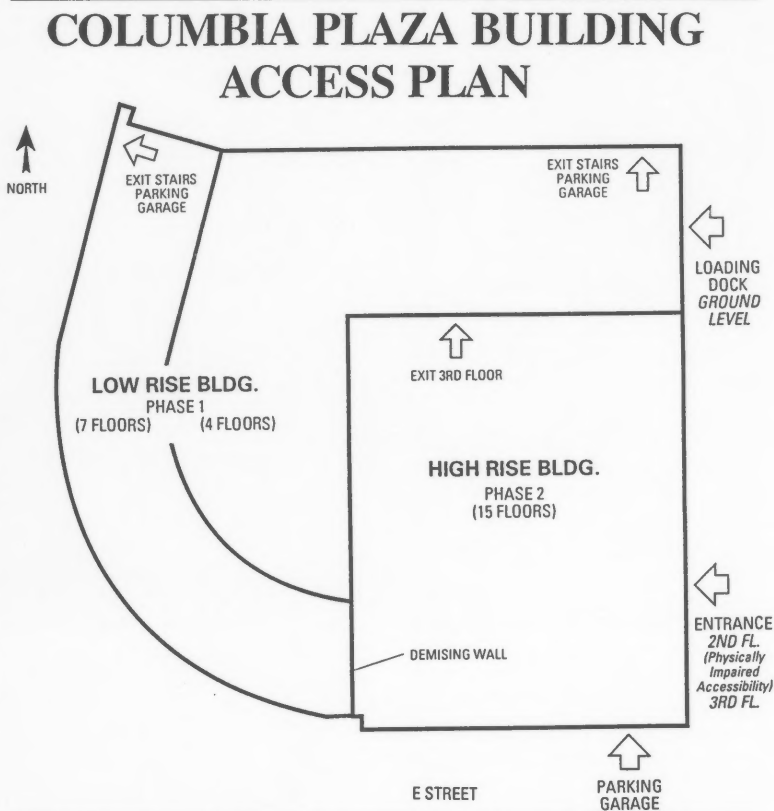 COLUMBIA PLAZA BUILDING
ACCESS PLAN
NORTH
EXIT STAIRS
PARKING
GARAGE
EXIT STAIRS
PARKING
GARAGE
LOADING
DOCK
GROUND
LEVEL
EXIT 3RD FLOOR
LOW RISE BLDG.
PHASE 1
(7 FLOORS) (4 FLOORS)
HIGH RISE BLDG.
PHASE 2
(15 FLOORS)
ENTRANCE
2ND FL.
(Physically
Impaired
Accessibility)
3RD FL.
DEMISING WALL
E STREET
PARKING
GARAGE